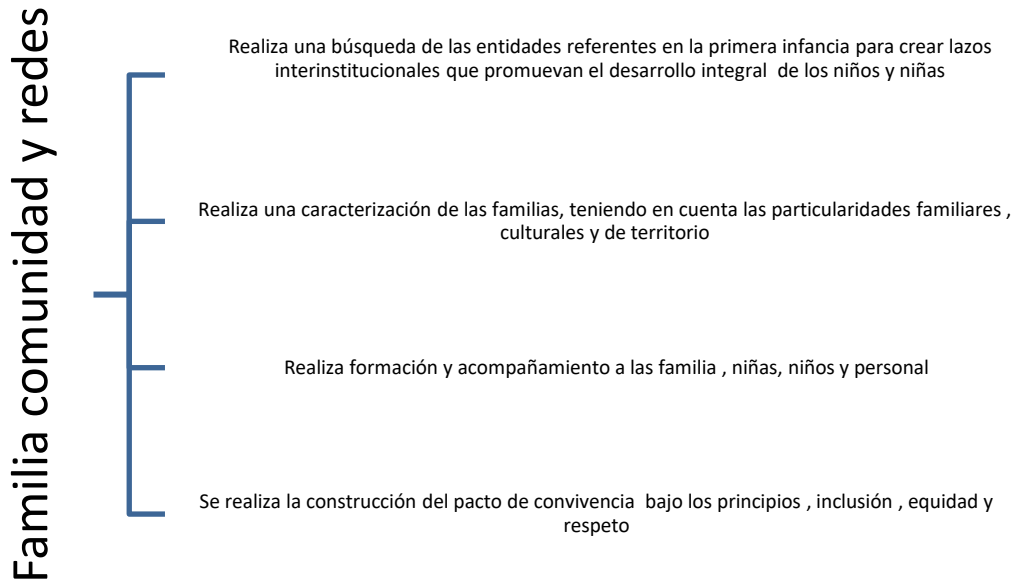 Familia comunidad y redes
Realiza una búsqueda de las entidades referentes en la primera infancia para crear lazos
interinstitucionales que promuevan el desarrollo integral  de los niños y niñas
Realiza una caracterización de las familias, teniendo en cuenta las particularidades familiares ,
culturales y de territorio
Realiza formación y acompañamiento a las familia , niñas, niños y personal
Se realiza la construcción del pacto de convivencia  bajo los principios , inclusión , equidad y
respeto